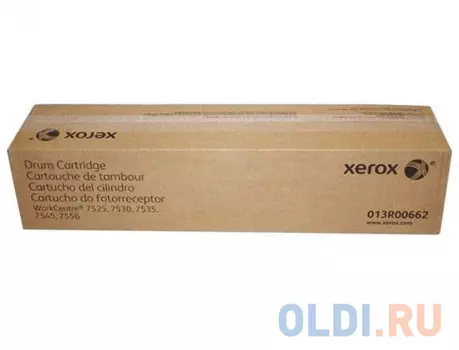 xerox
Drum Cartridge
Cartouche de tambour
Cartucho del cilindro
Cartucho do fotorreceptor
WorkCentre® 7525, 7530, 7535,
7545, 7556
xerox
013R00662
www.xerox.com
OLDI.RU